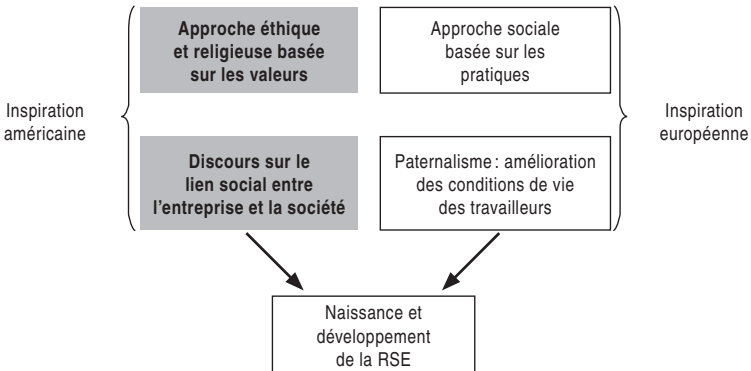 Approche éthique
et religieuse basée
sur les valeurs
Approche sociale
basée sur les
pratiques
Inspiration
américaine
Inspiration
européenne
Discours sur le
lien social entre
l'entreprise et la société
Paternalisme : amélioration
des conditions de vie
des travailleurs
Naissance et
développement
de la RSE